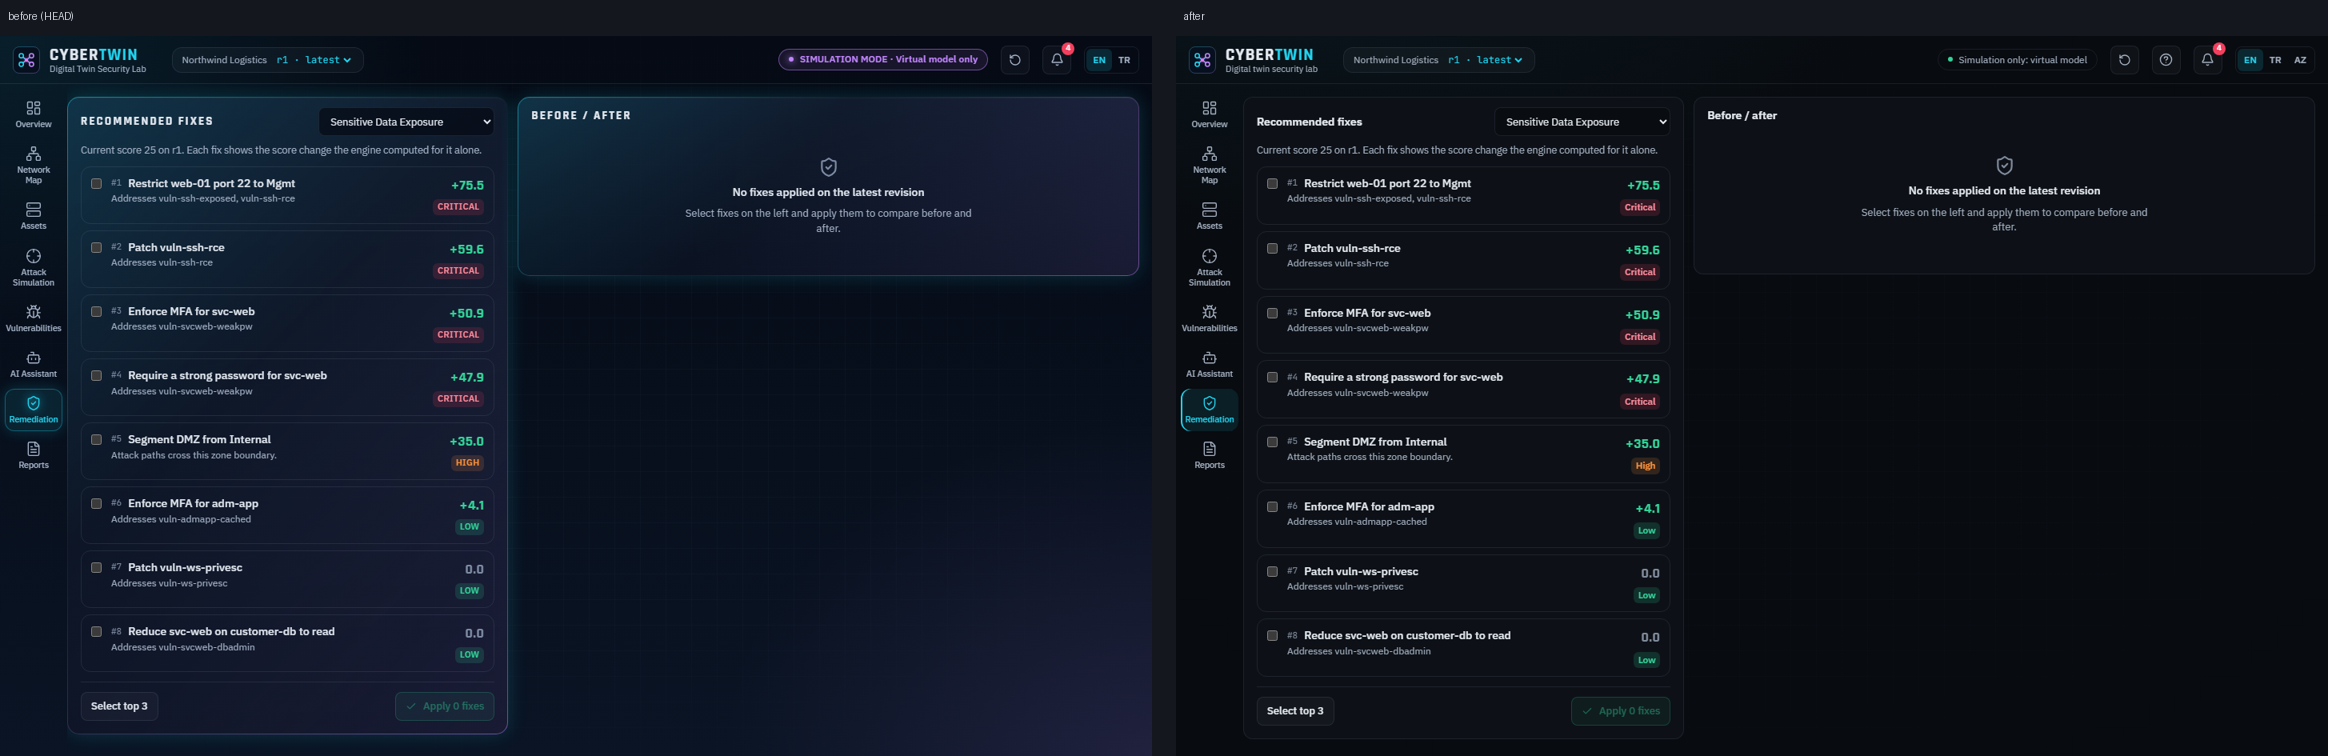 before (HEAD)
CYBERTWIN
Digital Twin Security Lab
Northwind Logistics r1 · latest
SIMULATION MODE · Virtual model only
4
EN TR
Overview
Network
Map
Assets
Attack
Simulation
Vulnerabilities
AI Assistant
Remediation
Reports
RECOMMENDED FIXES
Sensitive Data Exposure
Current score 25 on r1. Each fix shows the score change the engine computed for it alone.
#1 Restrict web-01 port 22 to Mgmt
Addresses vuln-ssh-exposed, vuln-ssh-rce
+75.5
CRITICAL
#2 Patch vuln-ssh-rce
Addresses vuln-ssh-rce
+59.6
CRITICAL
#3 Enforce MFA for svc-web
Addresses vuln-svcweb-weakpw
+50.9
CRITICAL
#4 Require a strong password for svc-web
Addresses vuln-svcweb-weakpw
+47.9
CRITICAL
#5 Segment DMZ from Internal
Attack paths cross this zone boundary.
+35.0
HIGH
#6 Enforce MFA for adm-app
Addresses vuln-admapp-cached
+4.1
LOW
#7 Patch vuln-ws-privesc
Addresses vuln-ws-privesc
0.0
LOW
#8 Reduce svc-web on customer-db to read
Addresses vuln-svcweb-dbadmin
0.0
LOW
Select top 3
Apply 0 fixes
BEFORE / AFTER
No fixes applied on the latest revision
Select fixes on the left and apply them to compare before and
after.
after
CYBERTWIN
Digital twin security lab
Northwind Logistics r1 · latest
Simulation only: virtual model
4
EN TR AZ
Overview
Network
Map
Assets
Attack
Simulation
Vulnerabilities
AI Assistant
Remediation
Reports
Recommended fixes
Sensitive Data Exposure
Current score 25 on r1. Each fix shows the score change the engine computed for it alone.
#1 Restrict web-01 port 22 to Mgmt
Addresses vuln-ssh-exposed, vuln-ssh-rce
+75.5
Critical
#2 Patch vuln-ssh-rce
Addresses vuln-ssh-rce
+59.6
Critical
#3 Enforce MFA for svc-web
Addresses vuln-svcweb-weakpw
+50.9
Critical
#4 Require a strong password for svc-web
Addresses vuln-svcweb-weakpw
+47.9
Critical
#5 Segment DMZ from Internal
Attack paths cross this zone boundary.
+35.0
High
#6 Enforce MFA for adm-app
Addresses vuln-admapp-cached
+4.1
Low
#7 Patch vuln-ws-privesc
Addresses vuln-ws-privesc
0.0
Low
#8 Reduce svc-web on customer-db to read
Addresses vuln-svcweb-dbadmin
0.0
Low
Select top 3
Apply 0 fixes
Before / after
No fixes applied on the latest revision
Select fixes on the left and apply them to compare before and
after.